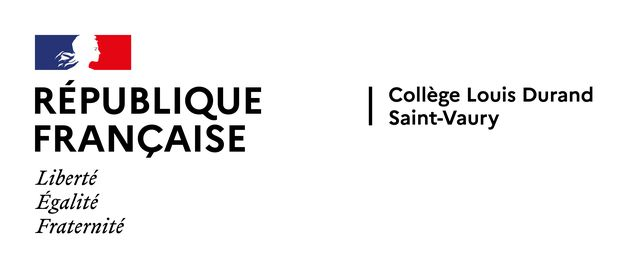 RÉPUBLIQUE
FRANÇAISE
Liberté
Égalité
Fraternité
Collège Louis Durand
Saint-Vaury